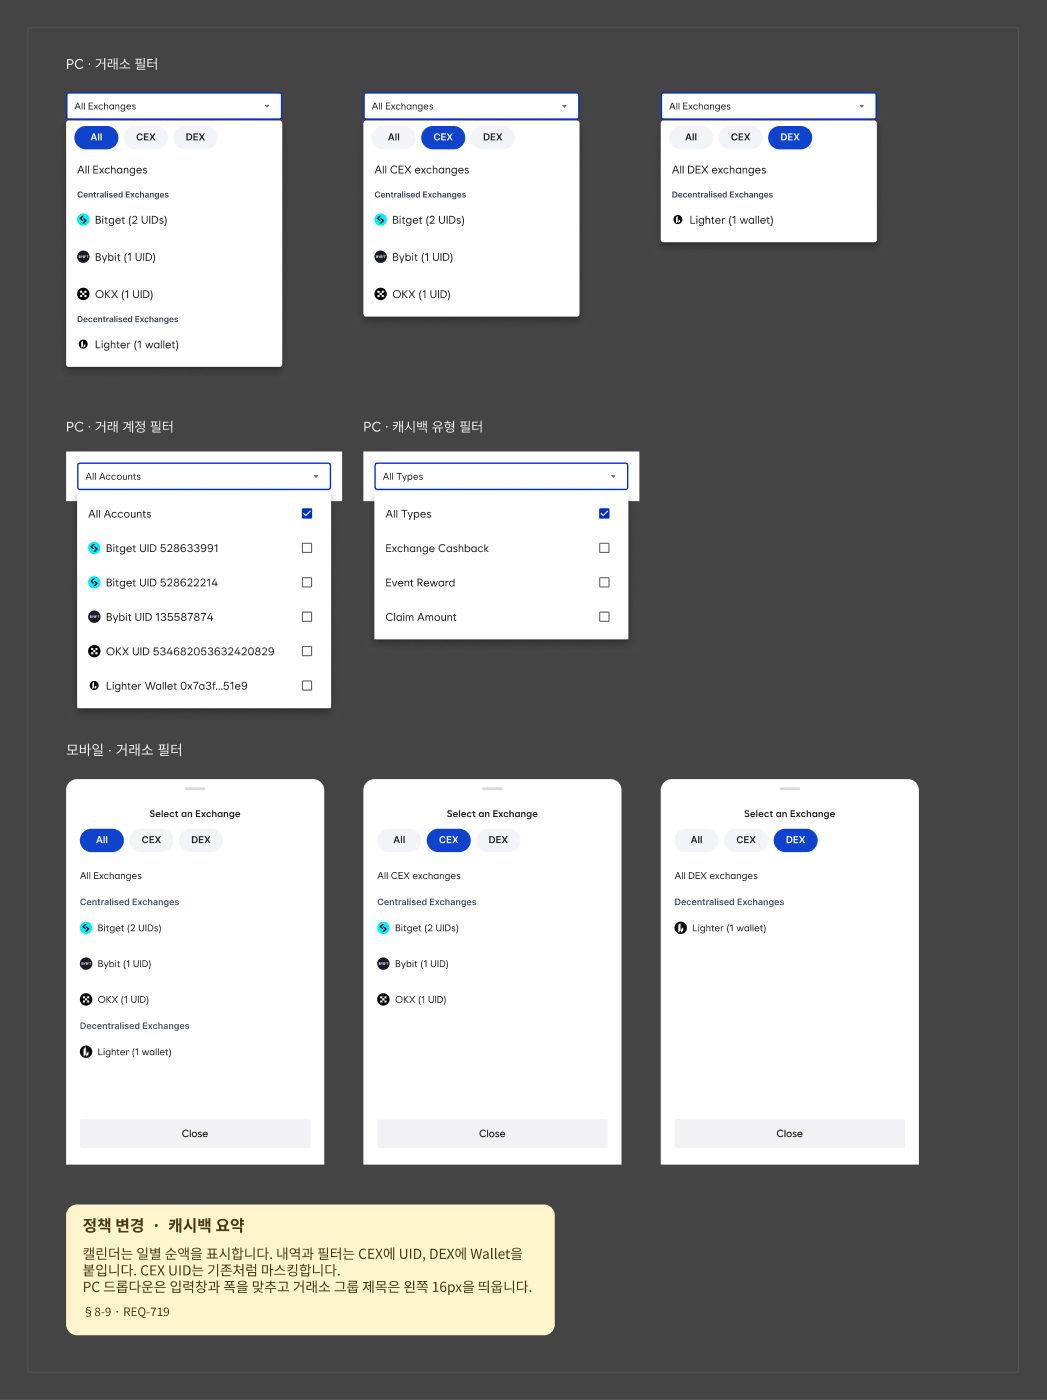 PC · 거래소 필터
All Exchanges
All CEX DEX
All Exchanges
Centralised Exchanges
Bitget (2 UIDs)
Bybit (1 UID)
OKX (1 UID)
Decentralised Exchanges
Lighter (1 wallet)
All Exchanges
All CEX DEX
All CEX exchanges
Centralised Exchanges
Bitget (2 UIDs)
Bybit (1 UID)
OKX (1 UID)
All Exchanges
All CEX DEX
All DEX exchanges
Decentralised Exchanges
Lighter (1 wallet)
PC · 거래 계정 필터
All Accounts
All Accounts
Bitget UID 528633991
Bitget UID 528622214
Bybit UID 135587874
OKX UID 534682053632420829
Lighter Wallet 0x7a3f...51e9
PC · 캐시백 유형 필터
All Types
All Types
Exchange Cashback
Event Reward
Claim Amount
모바일 · 거래소 필터
Select an Exchange
All CEX DEX
All Exchanges
Centralised Exchanges
Bitget (2 UIDs)
Bybit (1 UID)
OKX (1 UID)
Decentralised Exchanges
Lighter (1 wallet)
Close
Select an Exchange
All CEX DEX
All CEX exchanges
Centralised Exchanges
Bitget (2 UIDs)
Bybit (1 UID)
OKX (1 UID)
Close
Select an Exchange
All CEX DEX
All DEX exchanges
Decentralised Exchanges
Lighter (1 wallet)
Close
정책 변경 · 캐시백 요약
캘린더는 일별 순액을 표시합니다. 내역과 필터는 CEX에 UID, DEX에 Wallet을
붙입니다. CEX UID는 기존처럼 마스킹합니다.
PC 드롭다운은 입력창과 폭을 맞추고 거래소 그룹 제목은 왼쪽 16px을 띄웁니다.
§8-9 · REQ-719